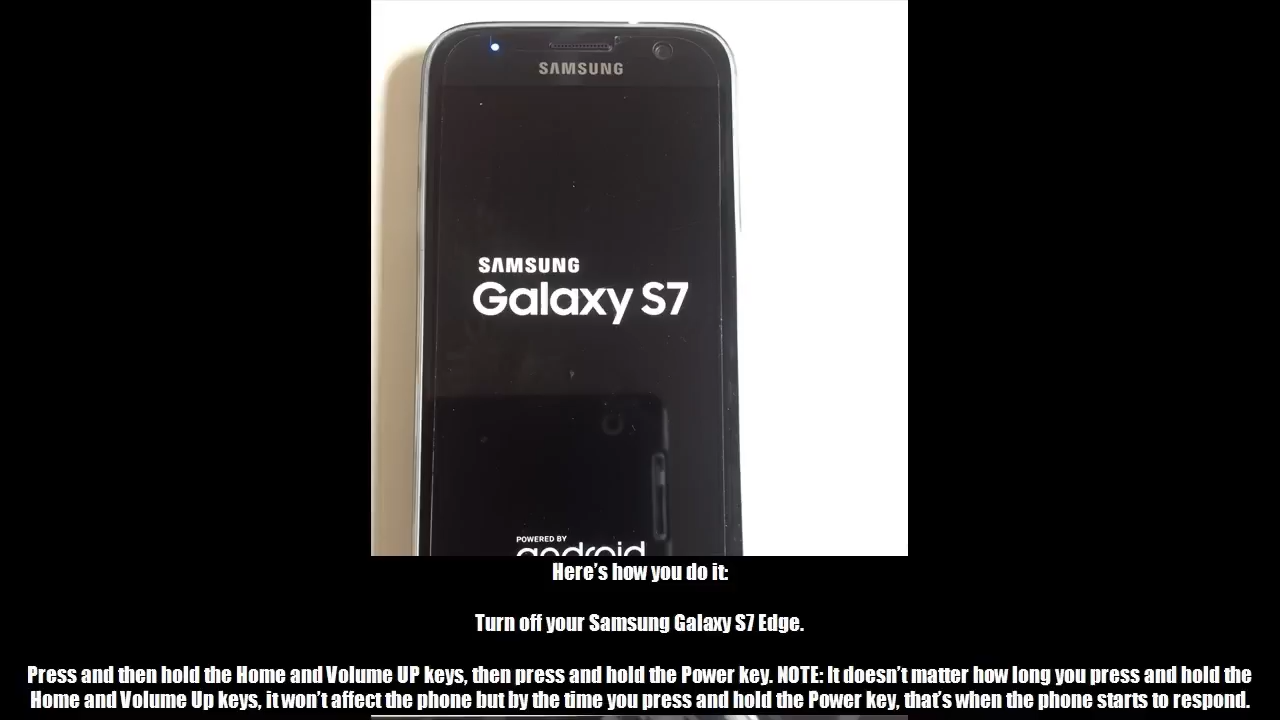 SAMSUNG
SAMSUNG
Galaxy S7
POWERED BY
android
Here's how you do it:
Turn off your Samsung Galaxy S7 Edge.
Press and then hold the Home and Volume UP keys, then press and hold the Power key. NOTE: It doesn't matter how long you press and hold the
Home and Volume Up keys, it won't affect the phone but by the time you press and hold the Power key, that's when the phone starts to respond.